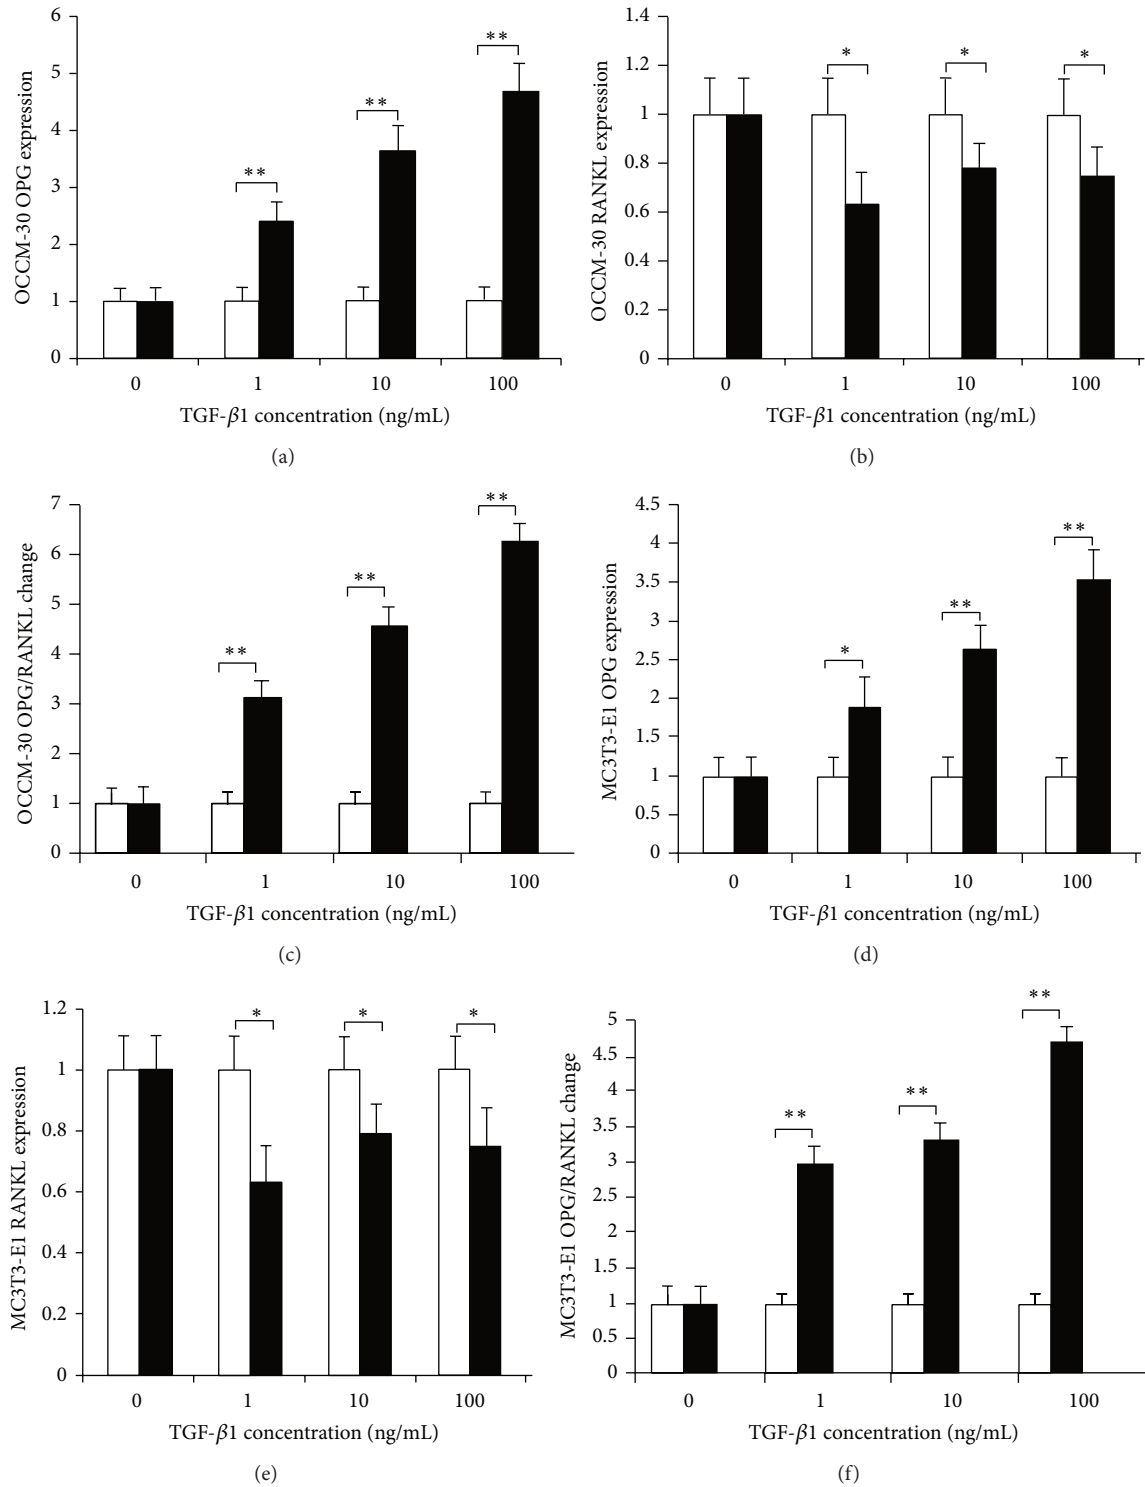 6
5
4
3
2
1
0
OCCM-30 OPG expression
**
**
**
0 1 10 100
TGF-β1 concentration (ng/mL)
(a)
1.4
1.2
1
0.8
0.6
0.4
0.2
0
OCCM-30 RANKL expression
*
*
*
0 1 10 100
TGF-β1 concentration (ng/mL)
(b)
7
6
5
4
3
2
1
0
OCCM-30 OPG/RANKL change
**
**
**
0 1 10 100
TGF-β1 concentration (ng/mL)
(c)
4.5
4
3.5
3
2.5
2
1.5
1
0.5
0
MC3T3-E1 OPG expression
*
**
**
0 1 10 100
TGF-β1 concentration (ng/mL)
(d)
1.2
1
0.8
0.6
0.4
0.2
0
MC3T3-E1 RANKL expression
*
*
*
0 1 10 100
TGF-β1 concentration (ng/mL)
(e)
5
4.5
4
3.5
3
2.5
2
1.5
1
0.5
0
MC3T3-E1 OPG/RANKL change
**
**
**
0 1 10 100
TGF-β1 concentration (ng/mL)
(f)